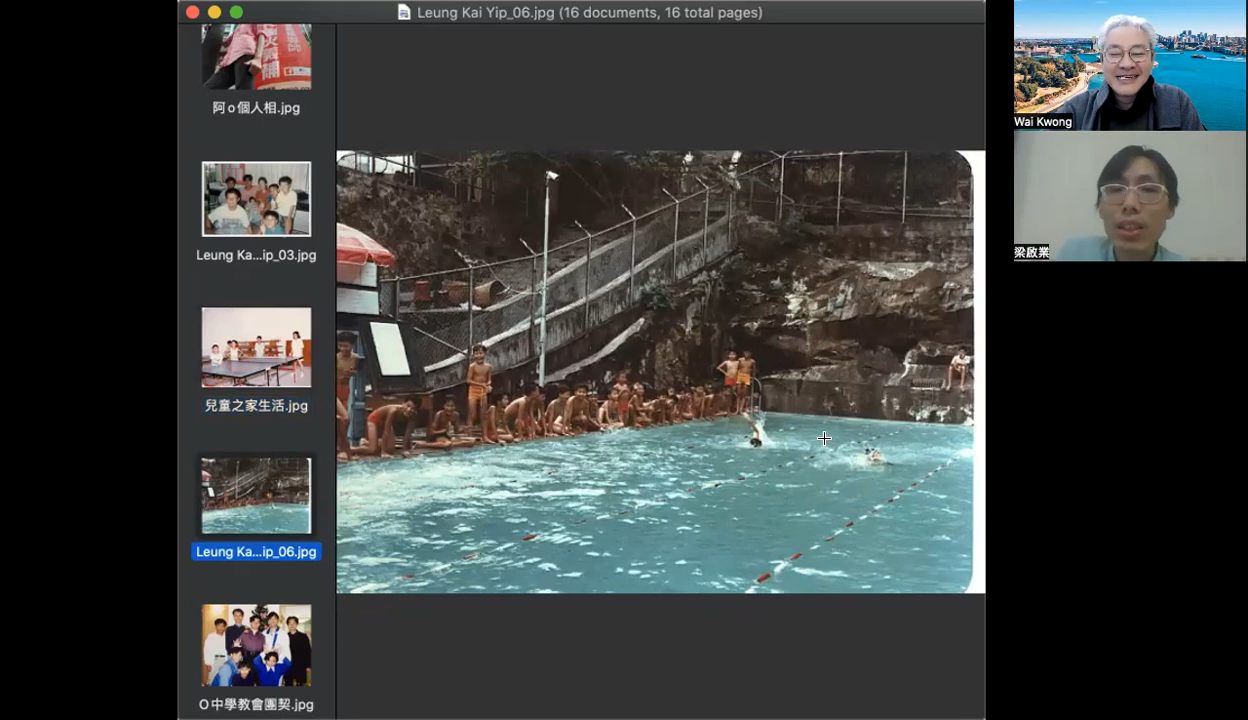 Leung Kai Yip_06.jpg (16 documents, 16 total pages)
火
阿o個人相.jpg
Leung Ka...ip_03.jpg
兒童之家生活.jpg
Leung Ka...ip_06.jpg
O中學教會團契.jpg
Wai Kwong
梁啟業